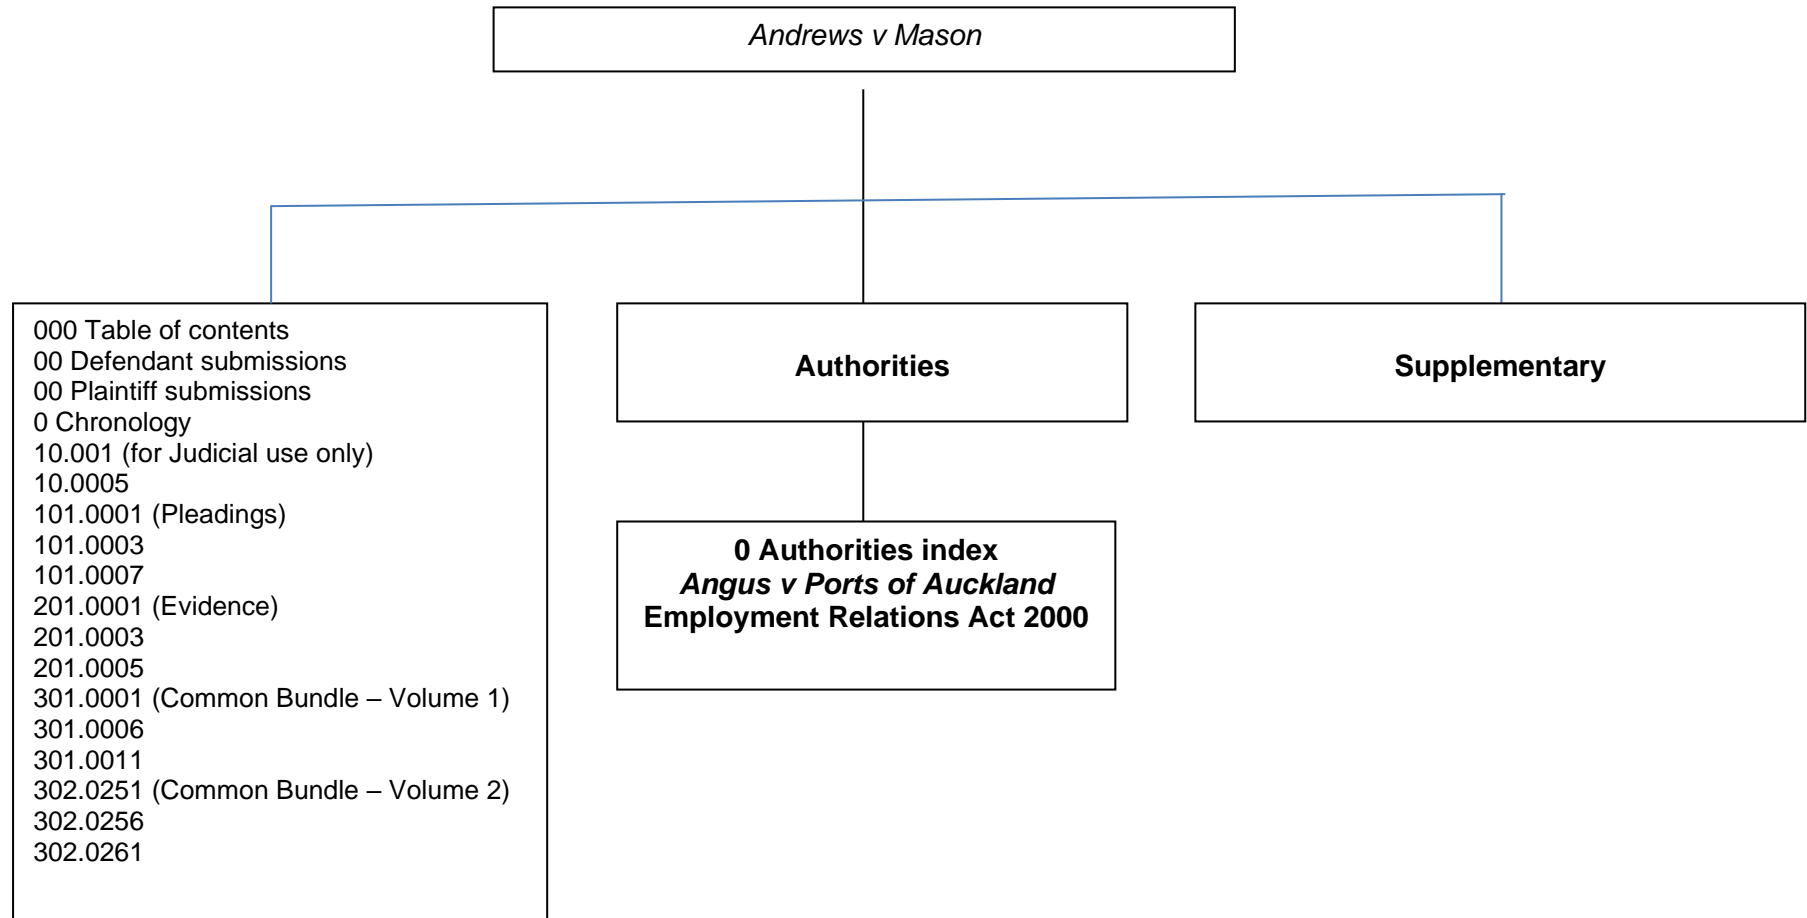 Andrews v Mason
000 Table of contents
00 Defendant submissions
00 Plaintiff submissions
0 Chronology
10.001 (for Judicial use only)
10.0005
101.0001 (Pleadings)
101.0003
101.0007
201.0001 (Evidence)
201.0003
201.0005
301.0001 (Common Bundle – Volume 1)
301.0006
301.0011
302.0251 (Common Bundle – Volume 2)
302.0256
302.0261
Authorities
0 Authorities index
Angus v Ports of Auckland
Employment Relations Act 2000
Supplementary